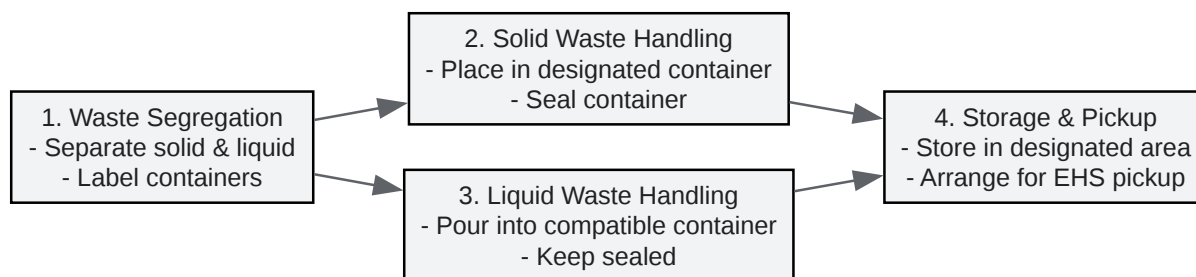 1. Waste Segregation
- Separate solid & liquid
- Label containers
2. Solid Waste Handling
- Place in designated container
- Seal container
3. Liquid Waste Handling
- Pour into compatible container
- Keep sealed
4. Storage & Pickup
- Store in designated area
- Arrange for EHS pickup